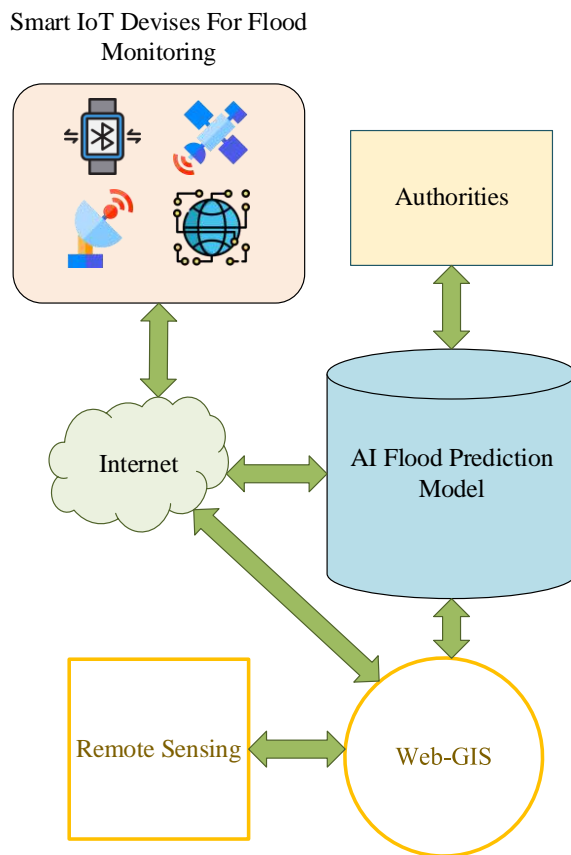 Smart IoT Devises For Flood
Monitoring
Authorities
Internet
AI Flood Prediction
Model
Remote Sensing
Web-GIS